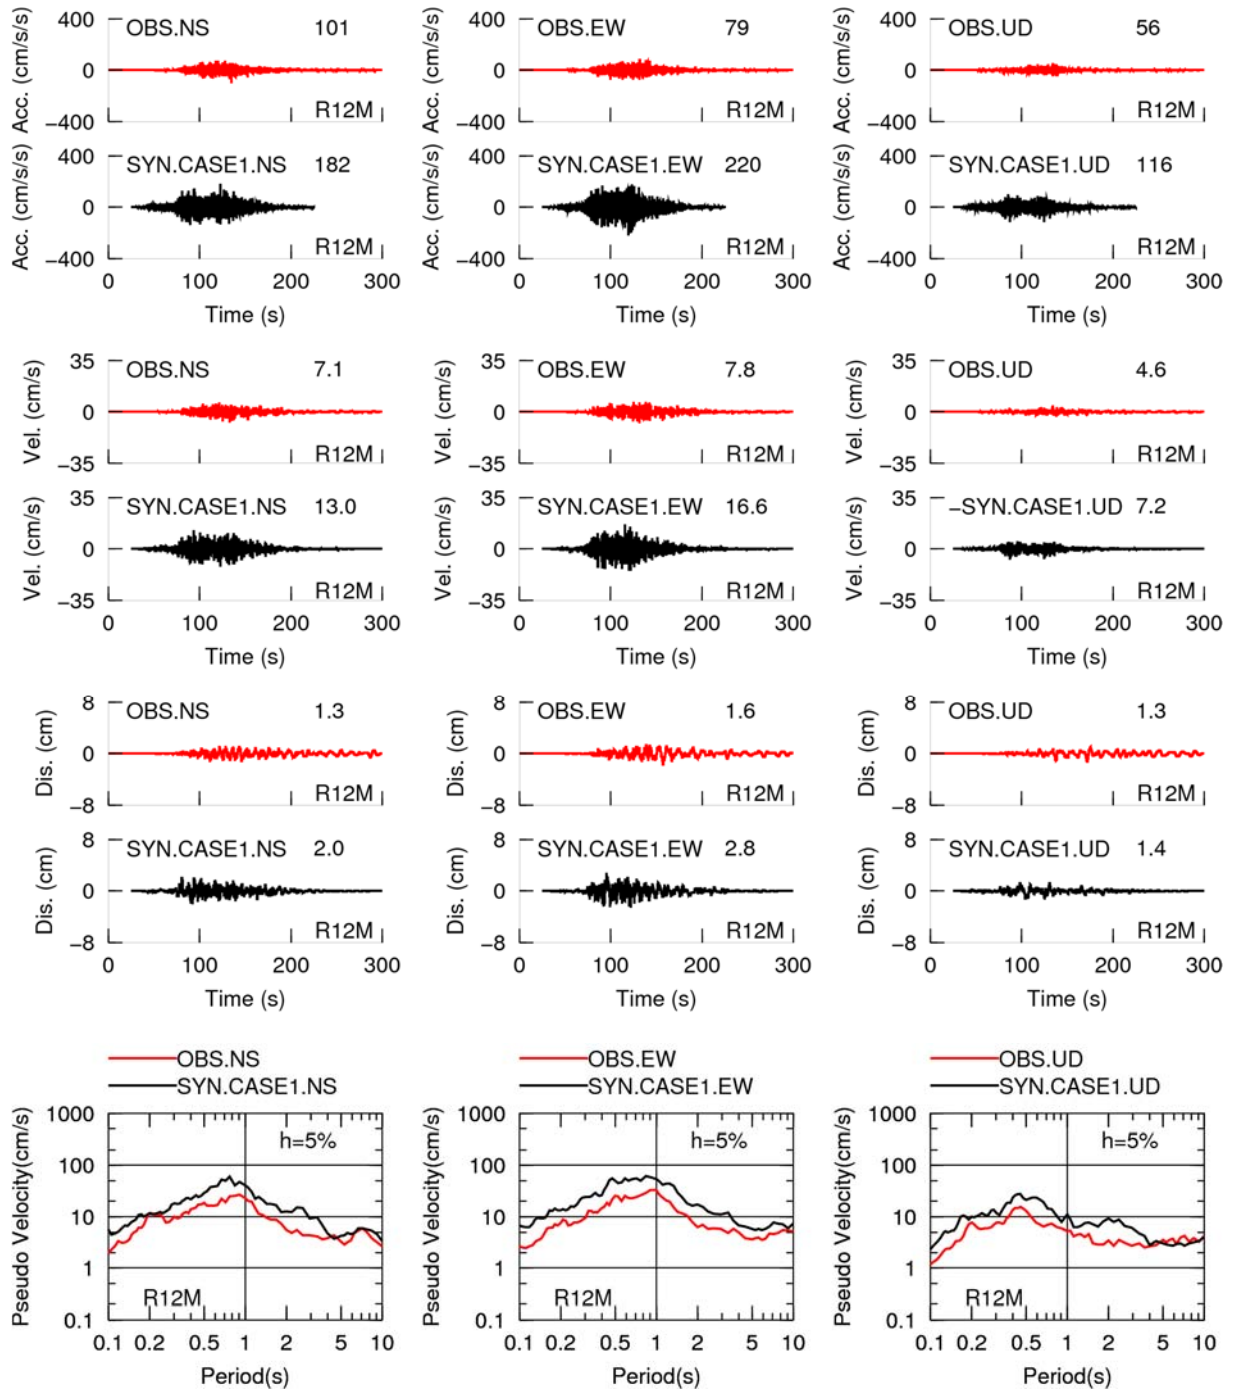 400 OBS.NS 101 400 OBS.EW 79 400 OBS.UD 56
Acc. (cm/s/s) 0 Acc. (cm/s/s) 0 Acc. (cm/s/s) 0
−400 R12M −400 R12M −400 R12M
400 SYN.CASE1.NS 182 400 SYN.CASE1.EW 220 400 SYN.CASE1.UD 116
Acc. (cm/s/s) 0 Acc. (cm/s/s) 0 Acc. (cm/s/s) 0
−400 R12M −400 R12M −400 R12M
0 100 200 300 0 100 200 300 0 100 200 300
Time (s) Time (s) Time (s)
35 OBS.NS 7.1 35 OBS.EW 7.8 35 OBS.UD 4.6
Vel. (cm/s) 0 Vel. (cm/s) 0 Vel. (cm/s) 0
−35 R12M −35 R12M −35 R12M
35 SYN.CASE1.NS 13.0 35 SYN.CASE1.EW 16.6 35 −SYN.CASE1.UD 7.2
Vel. (cm/s) 0 Vel. (cm/s) 0 Vel. (cm/s) 0
−35 R12M −35 R12M −35 R12M
0 100 200 300 0 100 200 300 0 100 200 300
Time (s) Time (s) Time (s)
8 OBS.NS 1.3 8 OBS.EW 1.6 8 OBS.UD 1.3
Dis. (cm) 0 Dis. (cm) 0 Dis. (cm) 0
−8 R12M −8 R12M −8 R12M
8 SYN.CASE1.NS 2.0 8 SYN.CASE1.EW 2.8 8 SYN.CASE1.UD 1.4
Dis. (cm) 0 Dis. (cm) 0 Dis. (cm) 0
−8 R12M −8 R12M −8 R12M
0 100 200 300 0 100 200 300 0 100 200 300
Time (s) Time (s) Time (s)
OBS.NS OBS.EW OBS.UD
SYN.CASE1.NS SYN.CASE1.EW SYN.CASE1.UD
1000 1000 1000
h=5% h=5% h=5%
100 100 100
Pseudo Velocity(cm/s) 10 Pseudo Velocity(cm/s) 10 Pseudo Velocity(cm/s) 10
1 1 1
R12M R12M R12M
0.1 0.1 0.1
0.1 0.2 0.5 1 2 5 10 0.1 0.2 0.5 1 2 5 10 0.1 0.2 0.5 1 2 5 10
Period(s) Period(s) Period(s)